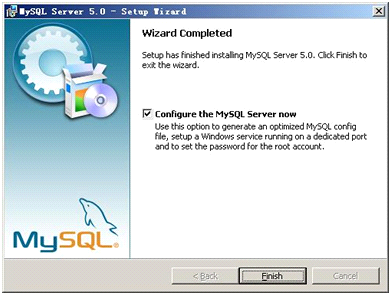 MySQL Server 5.0 - Setup Wizard
Wizard Completed
Setup has finished installing MySQL Server 5.0. Click Finish to
exit the wizard.
Configure the MySQL Server now
Use this option to generate an optimized MySQL config
file, setup a Windows service running on a dedicated port
and to set the password for the root account.
MySQL®
< Back
Finish
Cancel